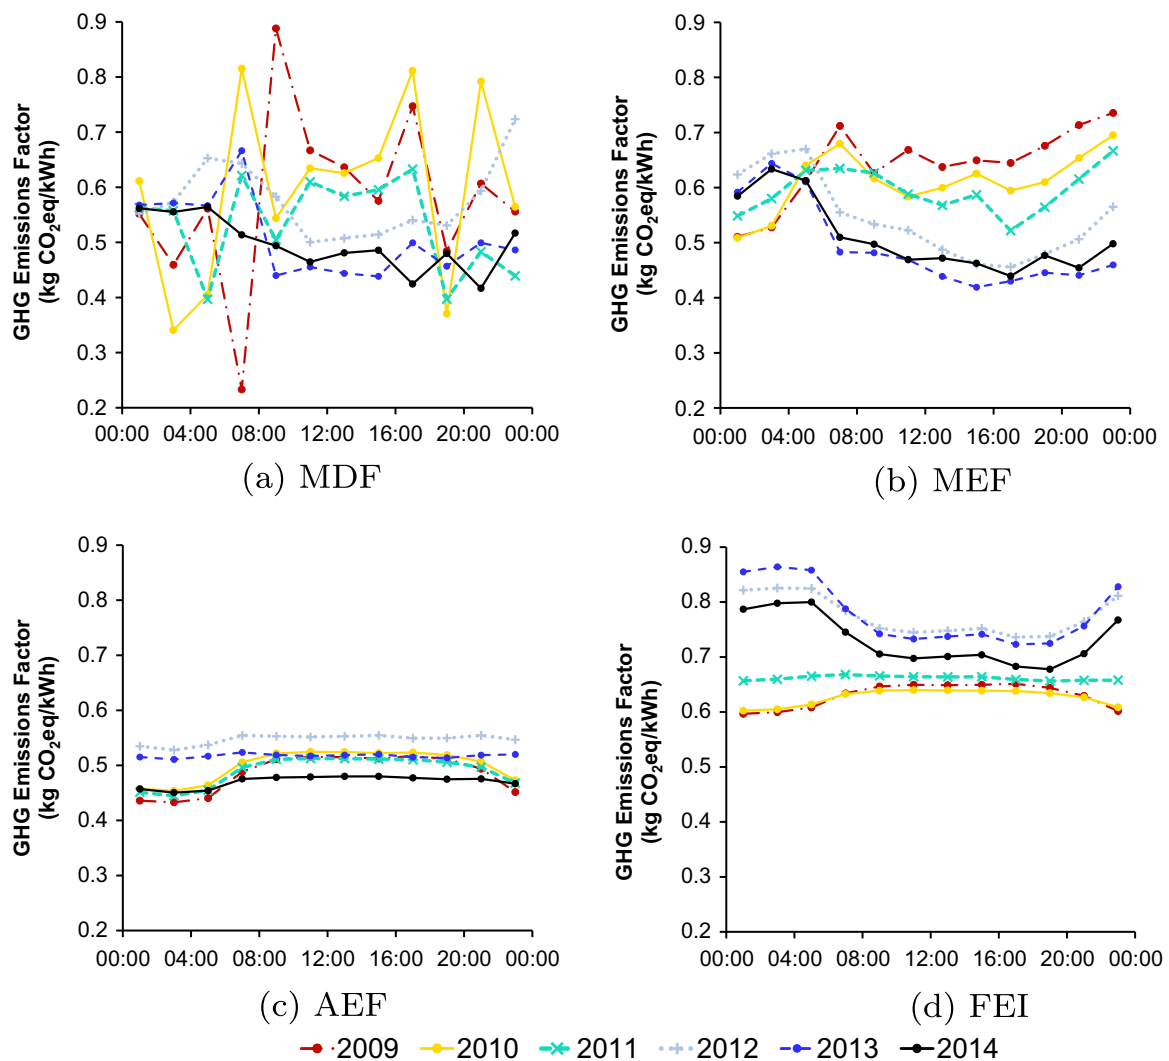 GHG Emissions Factor
(kg CO₂eq/kWh)
0.9
0.8
0.7
0.6
0.5
0.4
0.3
0.2
00:00 04:00 08:00 12:00 16:00 20:00 00:00
(a) MDF
GHG Emissions Factor
(kg CO₂eq/kWh)
0.9
0.8
0.7
0.6
0.5
0.4
0.3
0.2
00:00 04:00 08:00 12:00 16:00 20:00 00:00
(b) MEF
GHG Emissions Factor
(kg CO₂eq/kWh)
0.9
0.8
0.7
0.6
0.5
0.4
0.3
0.2
00:00 04:00 08:00 12:00 16:00 20:00 00:00
(c) AEF
GHG Emissions Factor
(kg CO₂eq/kWh)
0.9
0.8
0.7
0.6
0.5
0.4
0.3
0.2
00:00 04:00 08:00 12:00 16:00 20:00 00:00
(d) FEI
2009 2010 2011 2012 2013 2014